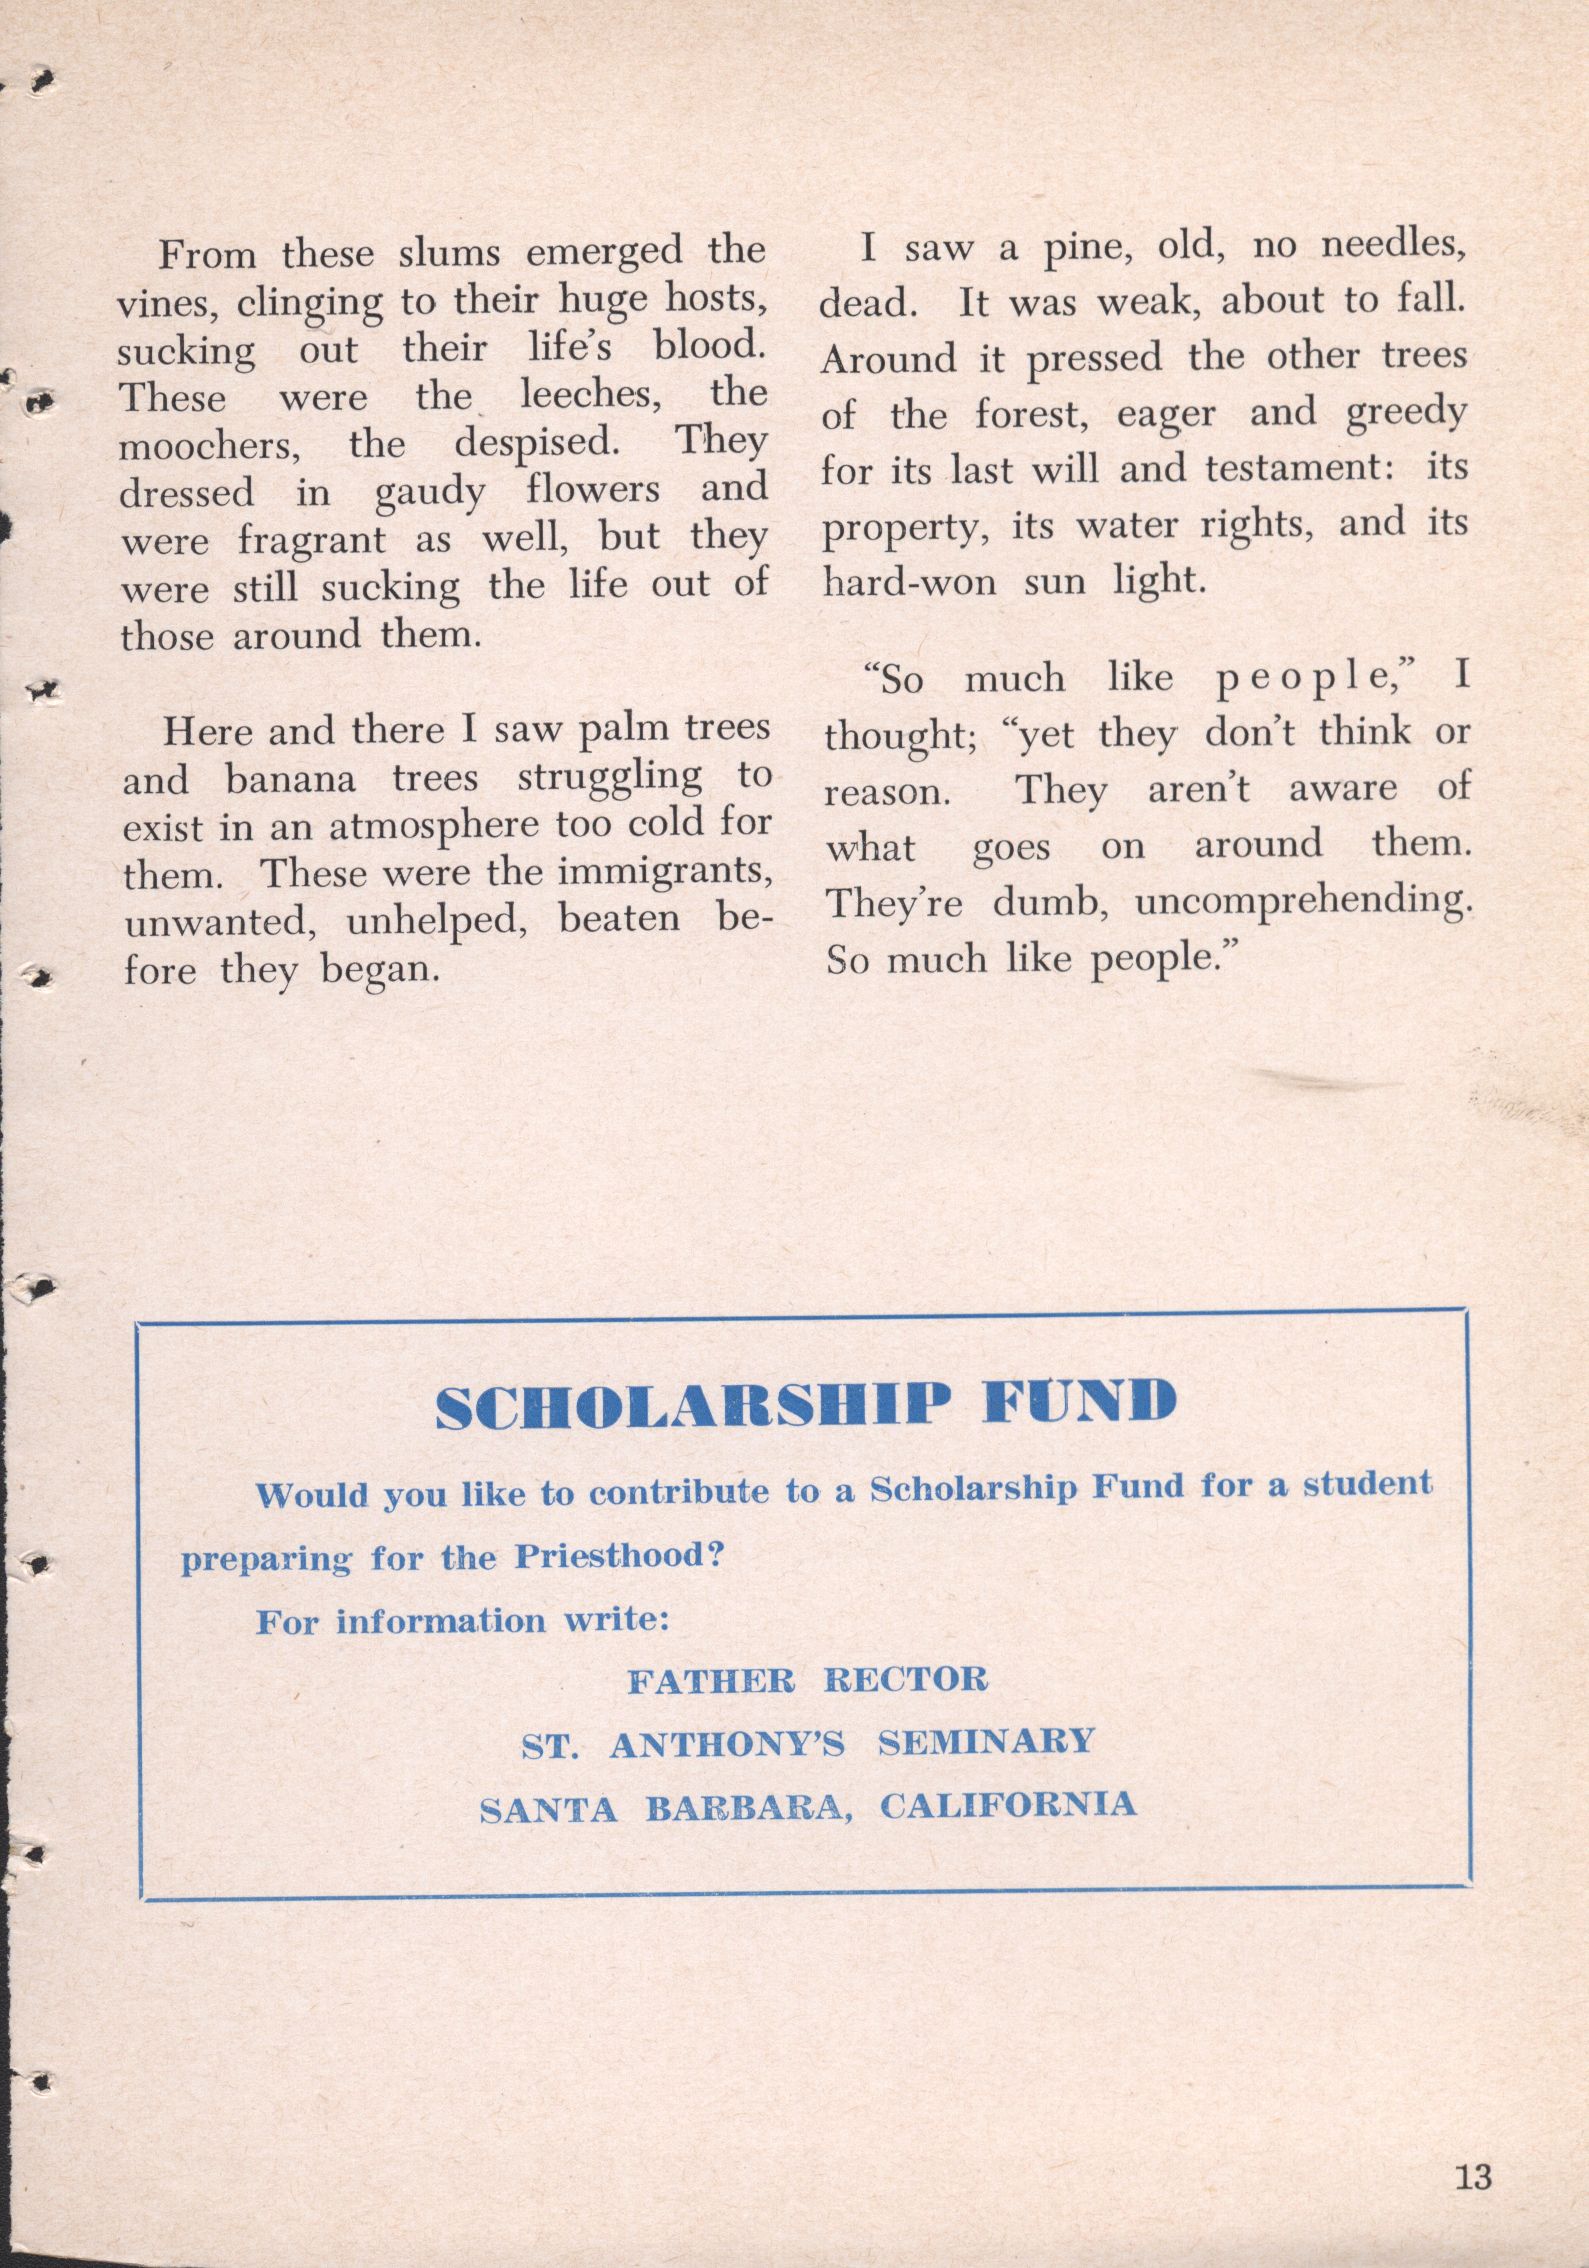 From these slums emerged the
vines, clinging to their huge hosts,
sucking out their life's blood.
These were the leeches, the
moochers, the despised. They
dressed in gaudy flowers and
were fragrant as well, but they
were still sucking the life out of
those around them.
Here and there I saw palm trees
and banana trees struggling to
exist in an atmosphere too cold for
them. These were the immigrants,
unwanted, unhelped, beaten be-
fore they began.
I saw a pine, old, no needles,
dead. It was weak, about to fall.
Around it pressed the other trees
of the forest, eager and greedy
for its last will and testament: its
property, its water rights, and its
hard-won sun light.
“So much like people,” I
thought; “yet they don't think or
reason. They aren't aware of
what goes on around them.
They're dumb, uncomprehending.
So much like people.”
SCHOLARSHIP FUND
Would you like to contribute to a Scholarship Fund for a student
preparing for the Priesthood?
For information write:
FATHER RECTOR
ST. ANTHONY'S SEMINARY
SANTA BARBARA, CALIFORNIA
13